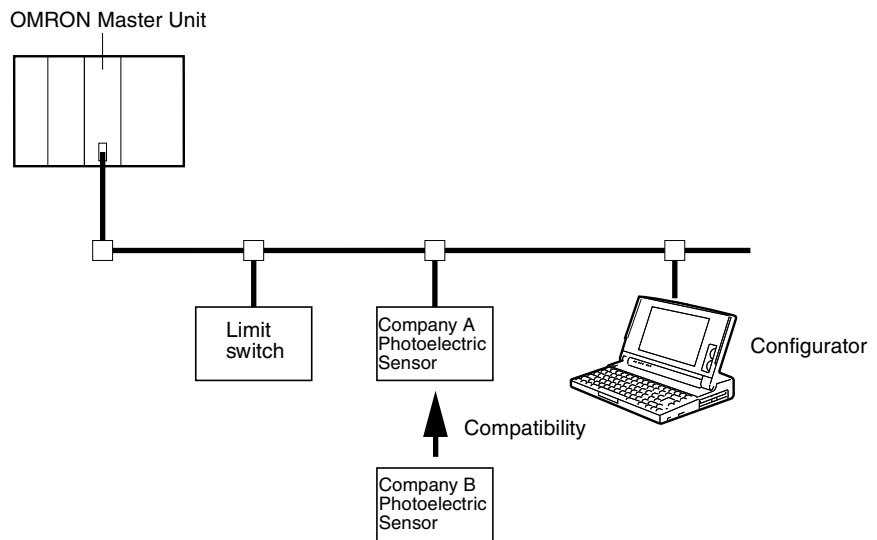 OMRON Master Unit
Limit
switch
Company A
Photoelectric
Sensor
Configurator
Compatibility
Company B
Photoelectric
Sensor